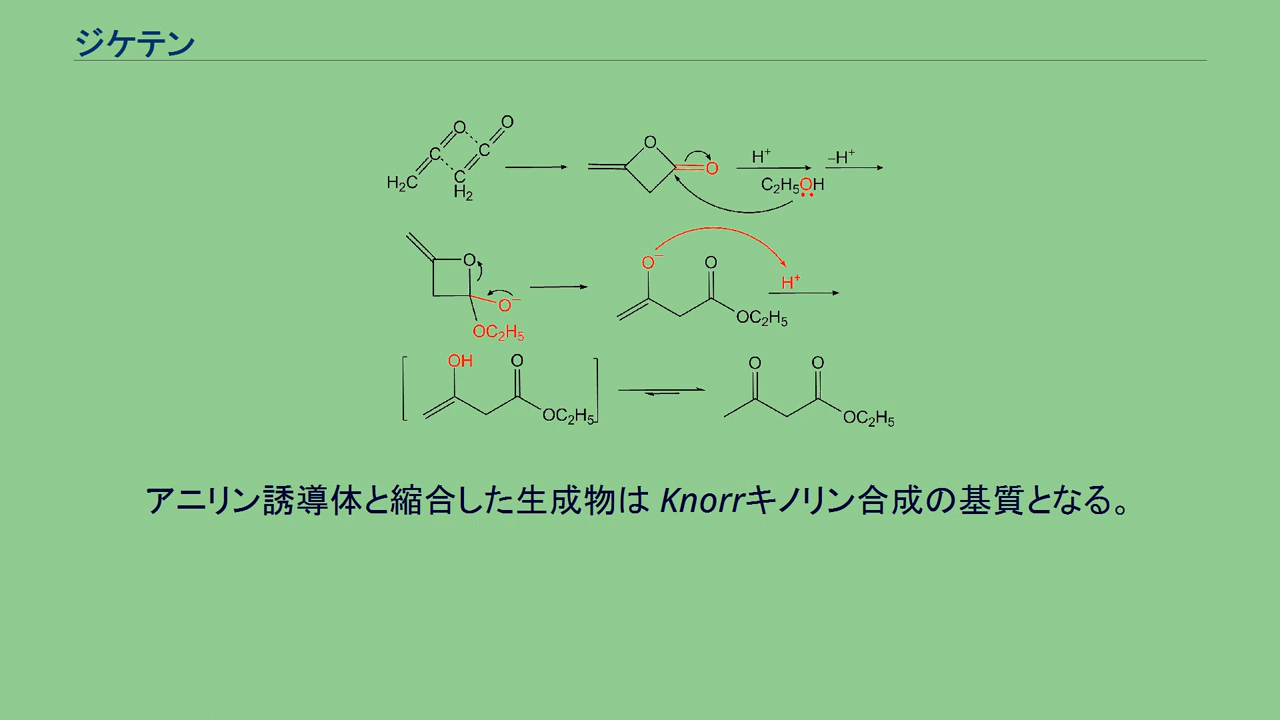 ジケテン
O O
C C
H₂C C
H₂
O
O
H⁺ –H⁺
C₂H₅OH
O
O⁻
OC₂H₅
O⁻ O
H⁺
OC₂H₅
OH O
OC₂H₅
O O
OC₂H₅
アニリン誘導体と縮合した生成物は Knorrキノリン合成の基質となる。